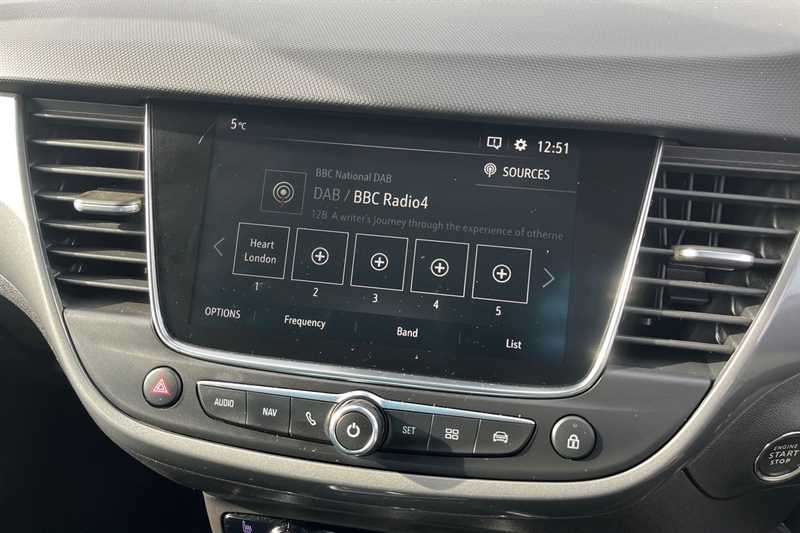 5°C
12:51
SOURCES
BBC National DAB
DAB / BBC Radio4
12B A writer's journey through the experience of otherne
Heart
London
1
2
3
4
5
OPTIONS
Frequency
Band
List
AUDIO
NAV
SET
ENGINE
START
STOP